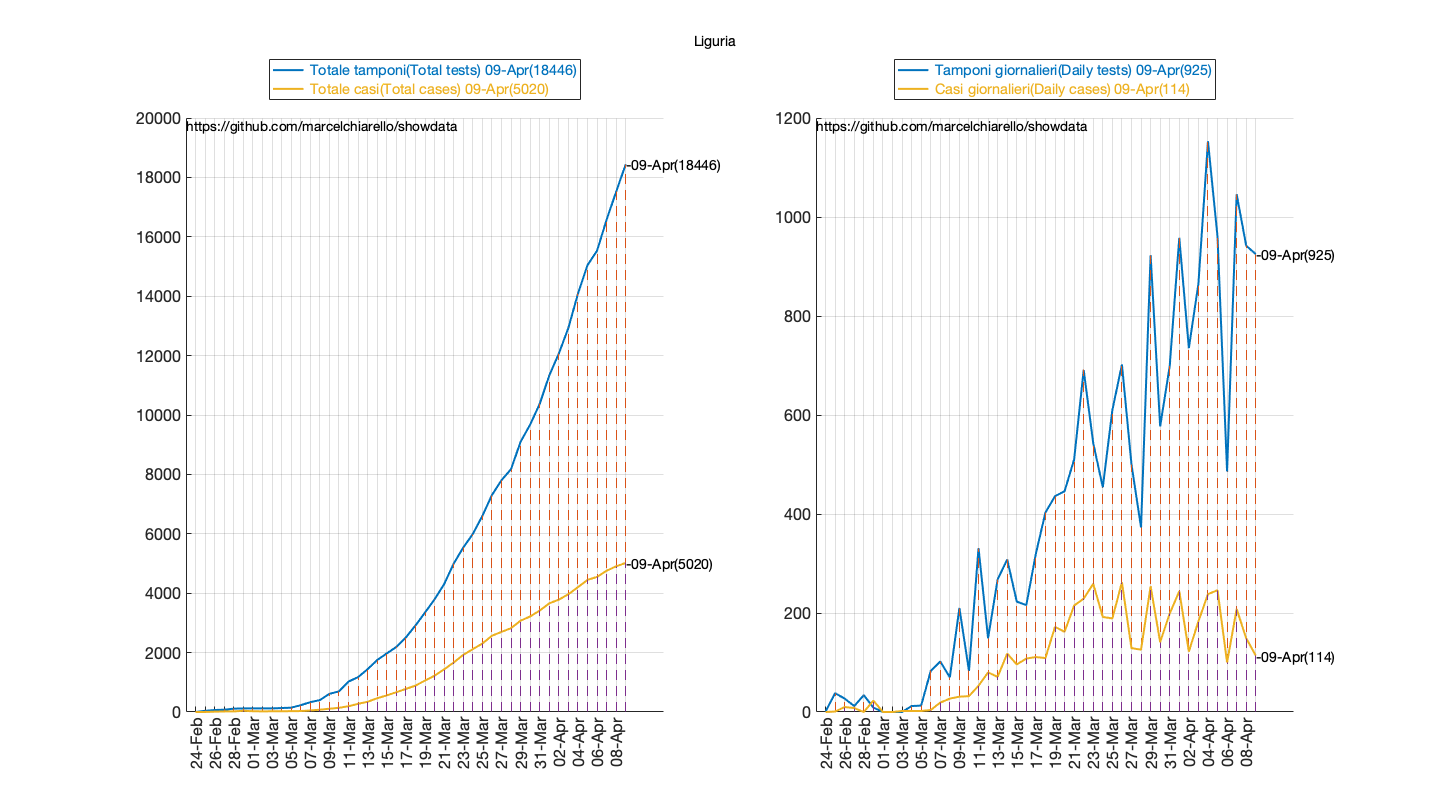 Liguria
Totale tamponi(Total tests) 09-Apr(18446)
Totale casi(Total cases) 09-Apr(5020)
https://github.com/marcelchiarello/showdata
20000
18000
16000
14000
12000
10000
8000
6000
4000
2000
0
-09-Apr(18446)
-09-Apr(5020)
24-Feb
26-Feb
28-Feb
01-Mar
03-Mar
05-Mar
07-Mar
09-Mar
11-Mar
13-Mar
15-Mar
17-Mar
19-Mar
21-Mar
23-Mar
25-Mar
27-Mar
29-Mar
31-Mar
02-Apr
04-Apr
06-Apr
08-Apr
Tamponi giornalieri(Daily tests) 09-Apr(925)
Casi giornalieri(Daily cases) 09-Apr(114)
https://github.com/marcelchiarello/showdata
1200
1000
800
600
400
200
0
-09-Apr(925)
-09-Apr(114)
24-Feb
26-Feb
28-Feb
01-Mar
03-Mar
05-Mar
07-Mar
09-Mar
11-Mar
13-Mar
15-Mar
17-Mar
19-Mar
21-Mar
23-Mar
25-Mar
27-Mar
29-Mar
31-Mar
02-Apr
04-Apr
06-Apr
08-Apr